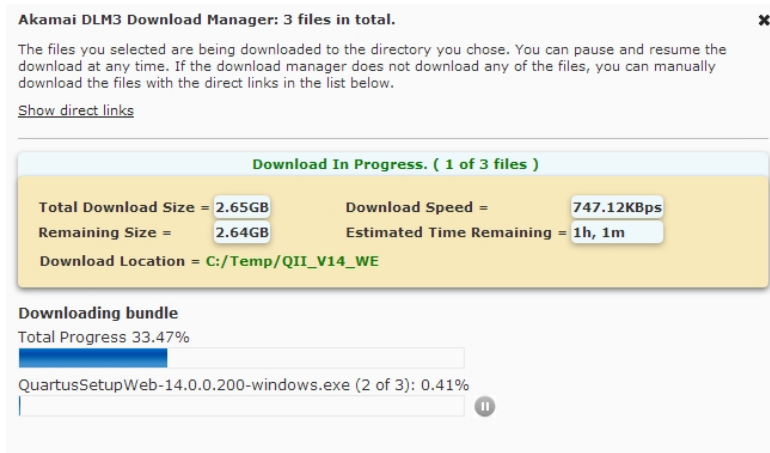 Akamai DLM3 Download Manager: 3 files in total.
The files you selected are being downloaded to the directory you chose. You can pause and resume the
download at any time. If the download manager does not download any of the files, you can manually
download the files with the direct links in the list below.
Show direct links
Download In Progress. ( 1 of 3 files )
Total Download Size = 2.65GB Download Speed = 747.12KBps
Remaining Size = 2.64GB Estimated Time Remaining = 1h, 1m
Download Location = C:/Temp/QII_V14_WE
Downloading bundle
Total Progress 33.47%
QuartusSetupWeb-14.0.0.200-windows.exe (2 of 3): 0.41%